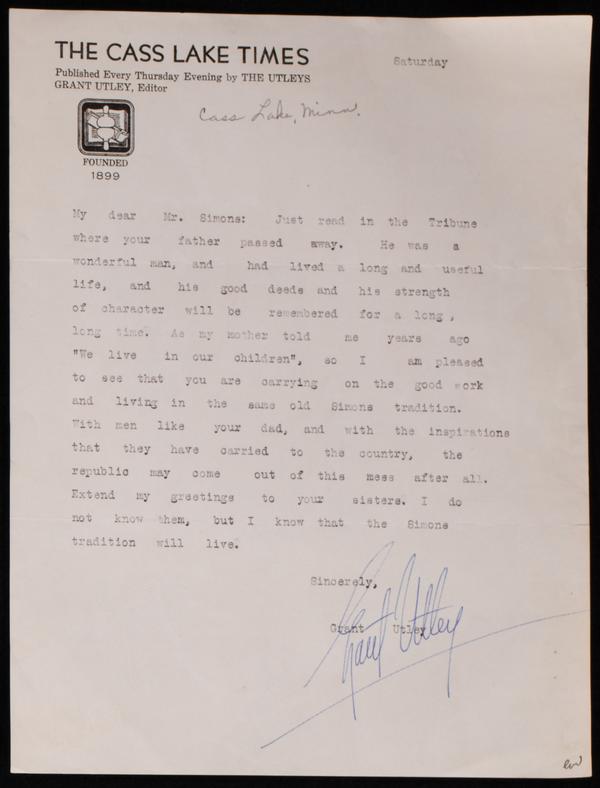 THE CASS LAKE TIMES
Saturday
Published Every Thursday Evening by THE UTLEYS
GRANT UTLEY, Editor
Cass Lake, Minn.
FOUNDED
1899
My dear Mr. Simons: Just read in the Tribune
where your father passed away. He was a
wonderful man, and had lived a long and useful
life, and his good deeds and his strength
of character will be remembered for a long,
long time. As my mother told me years ago
"We live in our children", so I am pleased
to see that you are carrying on the good work
and living in the same old Simons tradition.
With men like your dad, and with the inspirations
that they have carried to the country, the
republic may come out of this mess after all.
Extend my greetings to your sisters. I do
not know them, but I know that the Simons
tradition will live.
Sincerely,
Grant Utley
Grant Utley